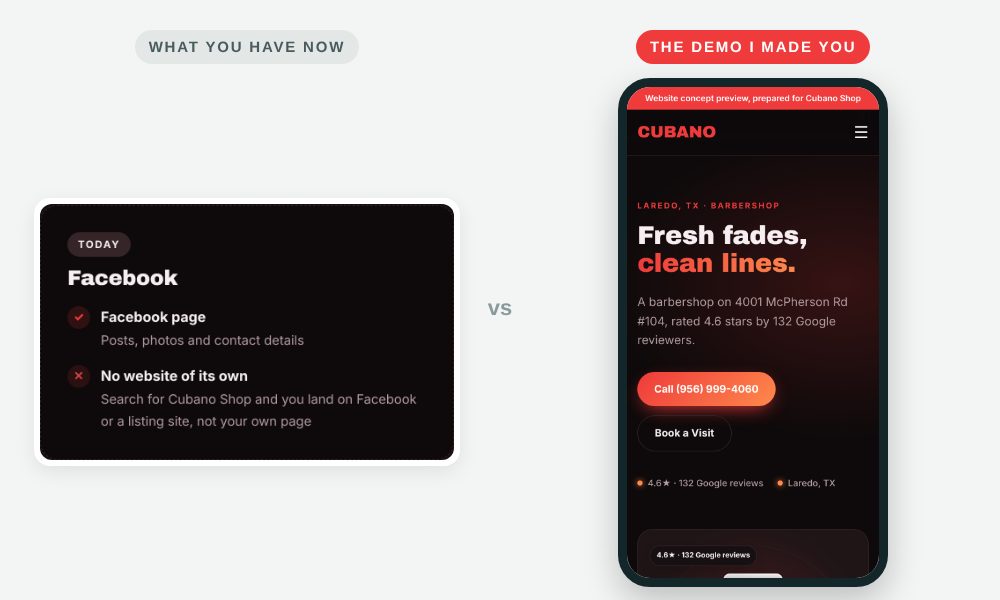 WHAT YOU HAVE NOW
TODAY
Facebook
Facebook page
Posts, photos and contact details
No website of its own
Search for Cubano Shop and you land on Facebook
or a listing site, not your own page
vs
THE DEMO I MADE YOU
Website concept preview, prepared for Cubano Shop
CUBANO
LAREDO, TX · BARBERSHOP
Fresh fades,
clean lines.
A barbershop on 4001 McPherson Rd
#104, rated 4.6 stars by 132 Google
reviewers.
Call (956) 999-4060
Book a Visit
4.6★ · 132 Google reviews
Laredo, TX
4.6★ · 132 Google reviews